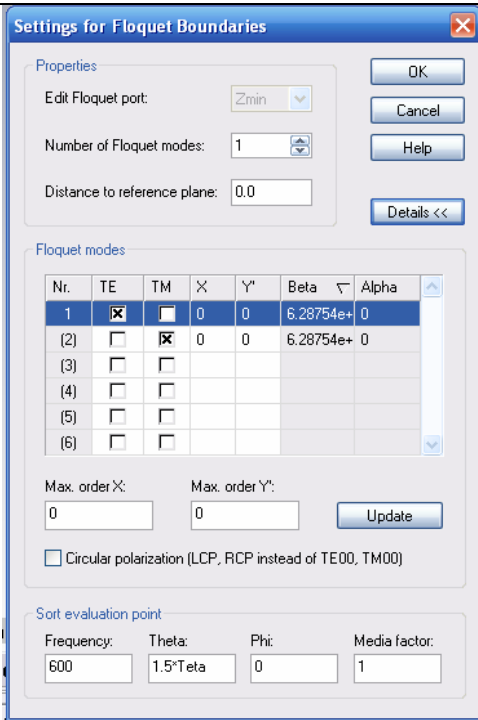 Settings for Floquet Boundaries
Properties
OK
Edit Floquet port: Zmin
Cancel
Number of Floquet modes: 1
Help
Distance to reference plane: 0.0
Details <<
Floquet modes
Nr. TE TM X Y' Beta Alpha
1 0 0 6.28754e+ 0
(2) 0 0 6.28754e+ 0
(3)
(4)
(5)
(6)
Max. order X: Max. order Y':
0 0 Update
Circular polarization (LCP, RCP instead of TE00, TM00)
Sort evaluation point
Frequency: Theta: Phi: Media factor:
600 1.5*Teta 0 1